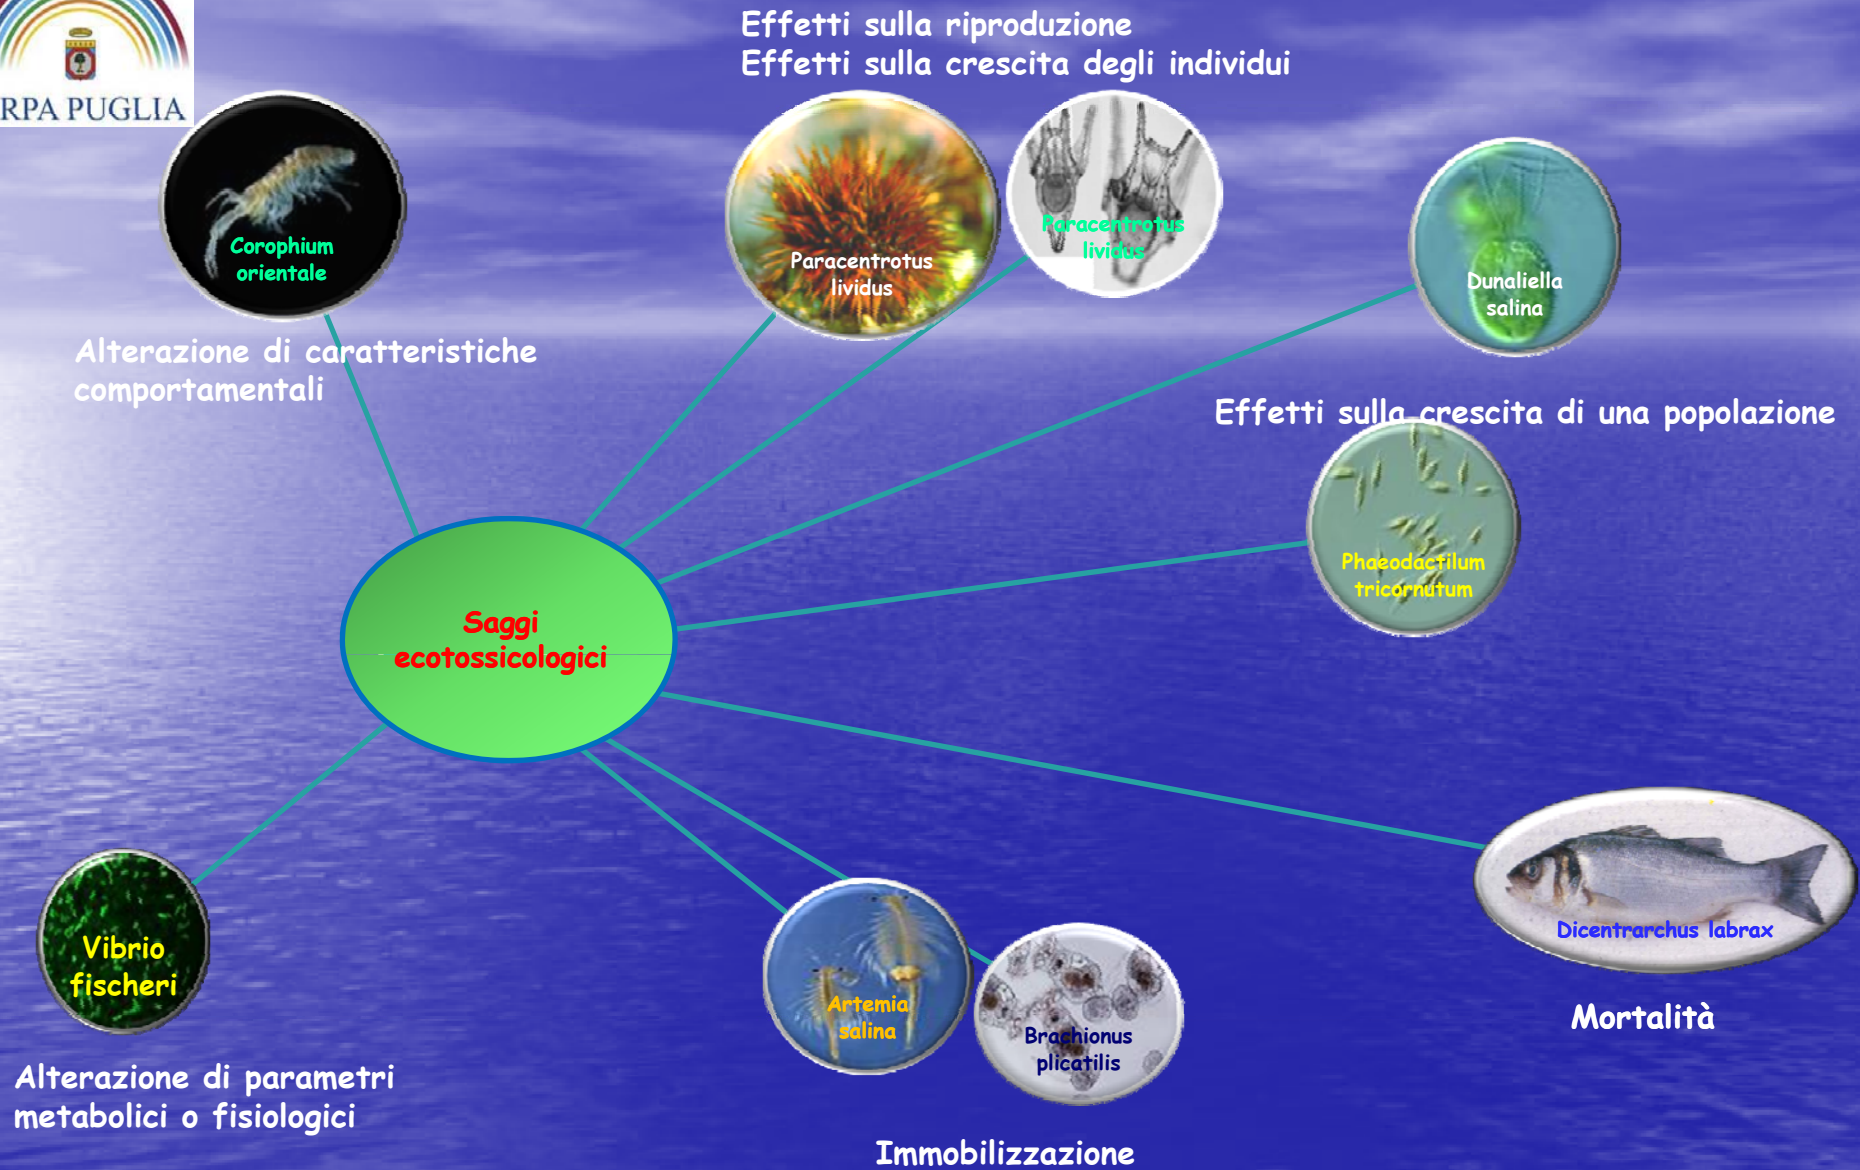 RPA PUGLIA
Effetti sulla riproduzione
Effetti sulla crescita degli individui
Corophium
orientale
Paracentrotus
lividus
Paracentrotus
lividus
Dunaliella
salina
Alterazione di caratteristiche
comportamentali
Effetti sulla crescita di una popolazione
Phaeodactilum
tricornutum
Saggi
ecotossicologici
Dicentrarchus labrax
Mortalità
Vibrio
fischeri
Artemia
salina
Brachionus
plicatilis
Alterazione di parametri
metabolici o fisiologici
Immobilizzazione